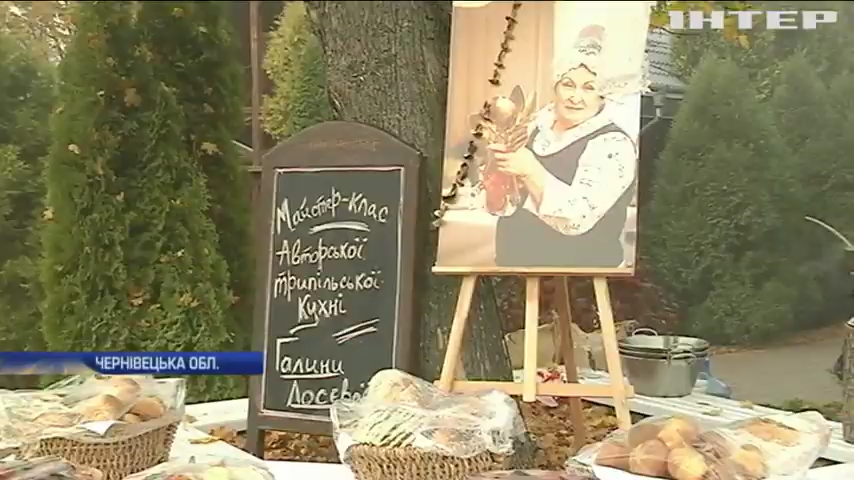 ІНТЕР
Майстер-клас
Авторської
трипільської
Кухні
Галини
Лосєвої
ЧЕРНІВЕЦЬКА ОБЛ.